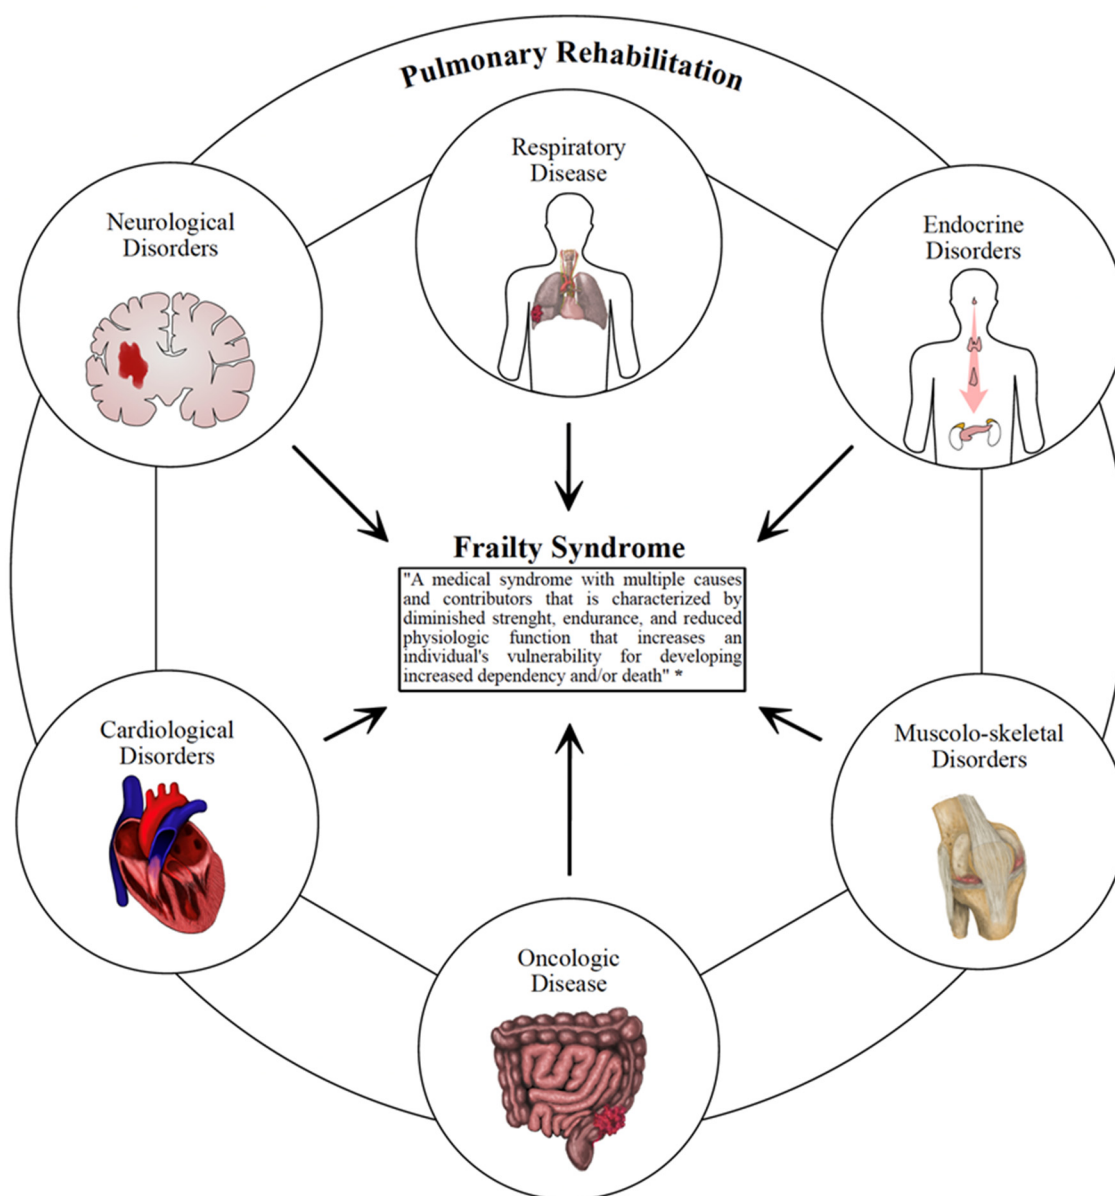 Pulmonary Rehabilitation
Respiratory
Disease
Neurological
Disorders
Endocrine
Disorders
Frailty Syndrome
"A medical syndrome with multiple causes
and contributors that is characterized by
diminished strenght, endurance, and reduced
physiologic function that increases an
individual's vulnerability for developing
increased dependency and/or death" *
Cardiological
Disorders
Muscolo-skeletal
Disorders
Oncologic
Disease